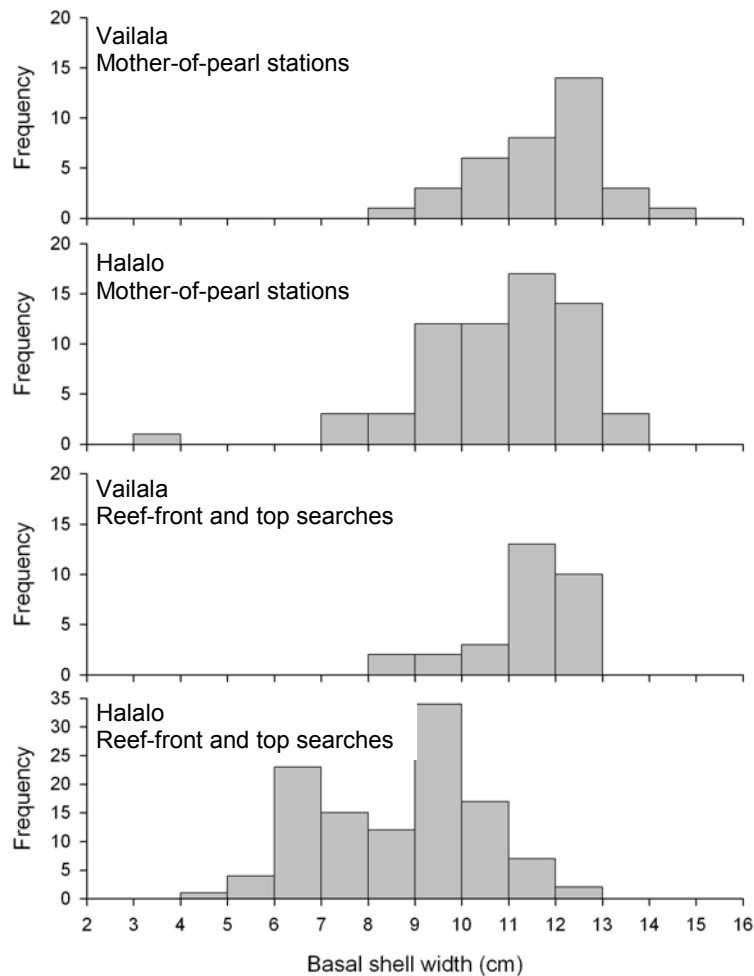 20
15
10
5
0
Frequency
Vailala
Mother-of-pearl stations
20
15
10
5
0
Frequency
Halalo
Mother-of-pearl stations
20
15
10
5
0
Frequency
Vailala
Reef-front and top searches
35
30
25
20
15
10
5
0
Frequency
Halalo
Reef-front and top searches
2 3 4 5 6 7 8 9 10 11 12 13 14 15 16
Basal shell width (cm)